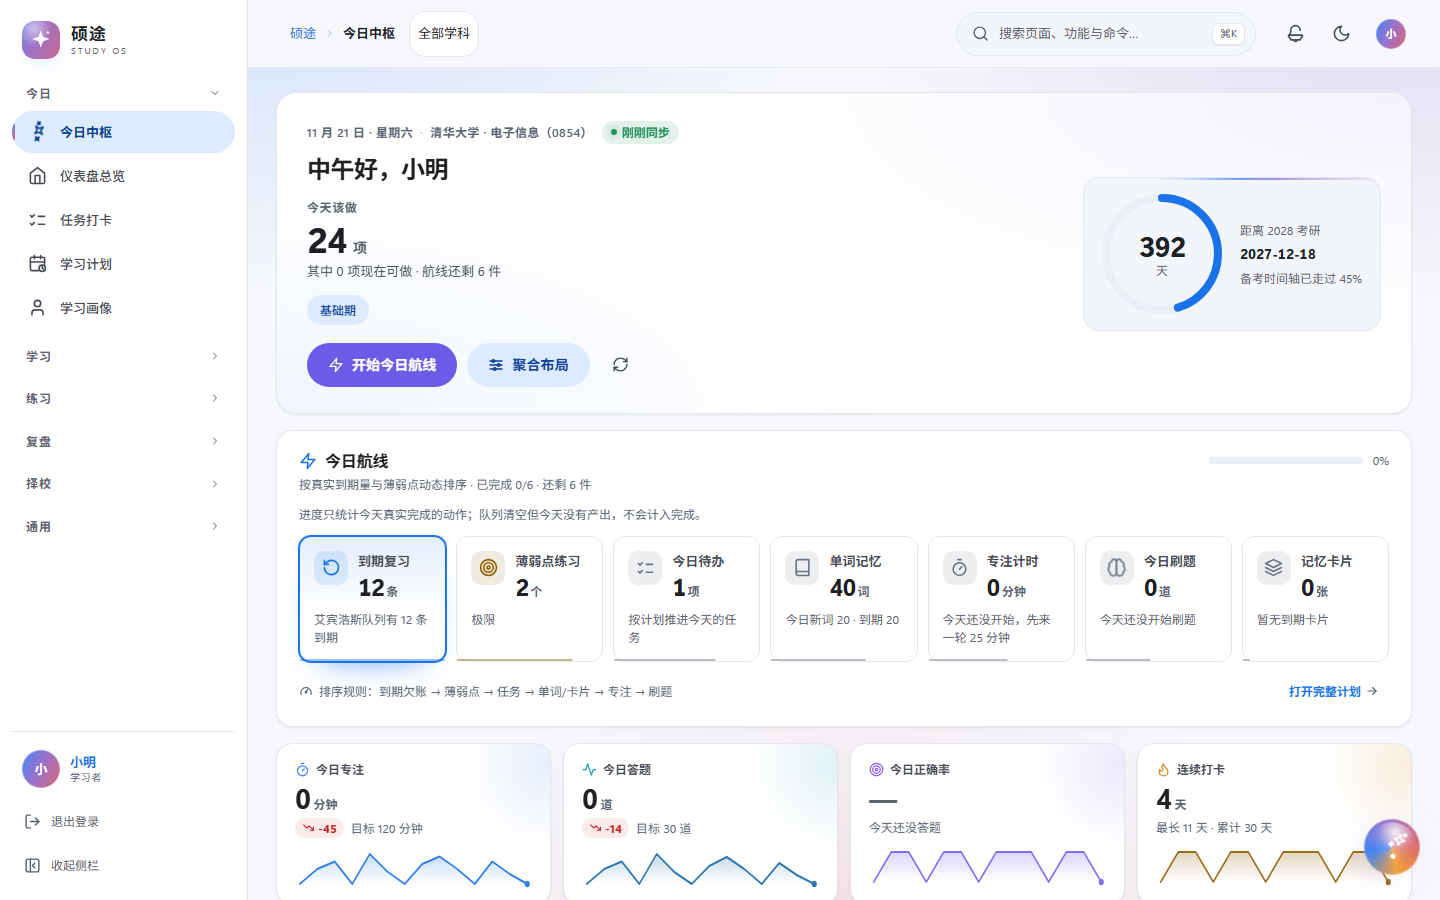 硕途
STUDY OS
今日
今日中枢
仪表盘总览
任务打卡
学习计划
学习画像
学习
练习
复盘
择校
通用
小
小明
学习者
退出登录
收起侧栏
硕途 › 今日中枢 全部学科
搜索页面、功能与命令... ⌘K
小
11 月 21 日 · 星期六 · 清华大学 · 电子信息（0854） 刚刚同步
中午好，小明
今天该做
24 项
其中 0 项现在可做 · 航线还剩 6 件
基础期
开始今日航线 聚合布局
392
天
距离 2028 考研
2027-12-18
备考时间轴已走过 45%
今日航线
0%
按真实到期量与薄弱点动态排序 · 已完成 0/6 · 还剩 6 件
进度只统计今天真实完成的动作；队列清空但今天没有产出，不会计入完成。
到期复习
12 条
艾宾浩斯队列有 12 条
到期
薄弱点练习
2 个
极限
今日待办
1 项
按计划推进今天的任
务
单词记忆
40 词
今日新词 20 · 到期 20
专注计时
0 分钟
今天还没开始，先来
一轮 25 分钟
今日刷题
0 道
今天还没开始刷题
记忆卡片
0 张
暂无到期卡片
排序规则：到期欠账 → 薄弱点 → 任务 → 单词/卡片 → 专注 → 刷题
打开完整计划 →
今日专注
0 分钟
-45 目标 120 分钟
今日答题
0 道
-14 目标 30 道
今日正确率
—
今天还没答题
连续打卡
4 天
最长 11 天 · 累计 30 天